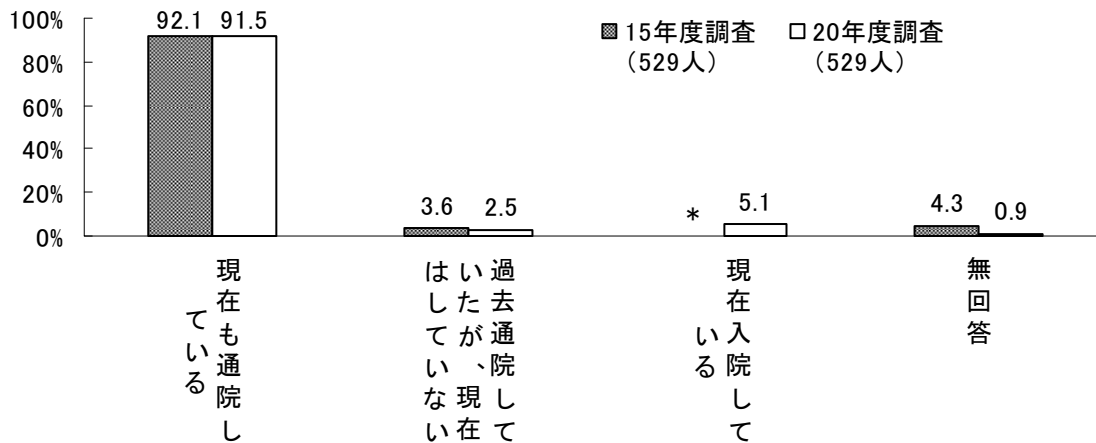 100%
80%
60%
40%
20%
0%
92.1 91.5
3.6 2.5
* 5.1
4.3 0.9
15年度調査
(529人)
20年度調査
(529人)
現在も通院し
ている
過去通院して
いたが、現在
はしていない
現在入院して
いる
無回答